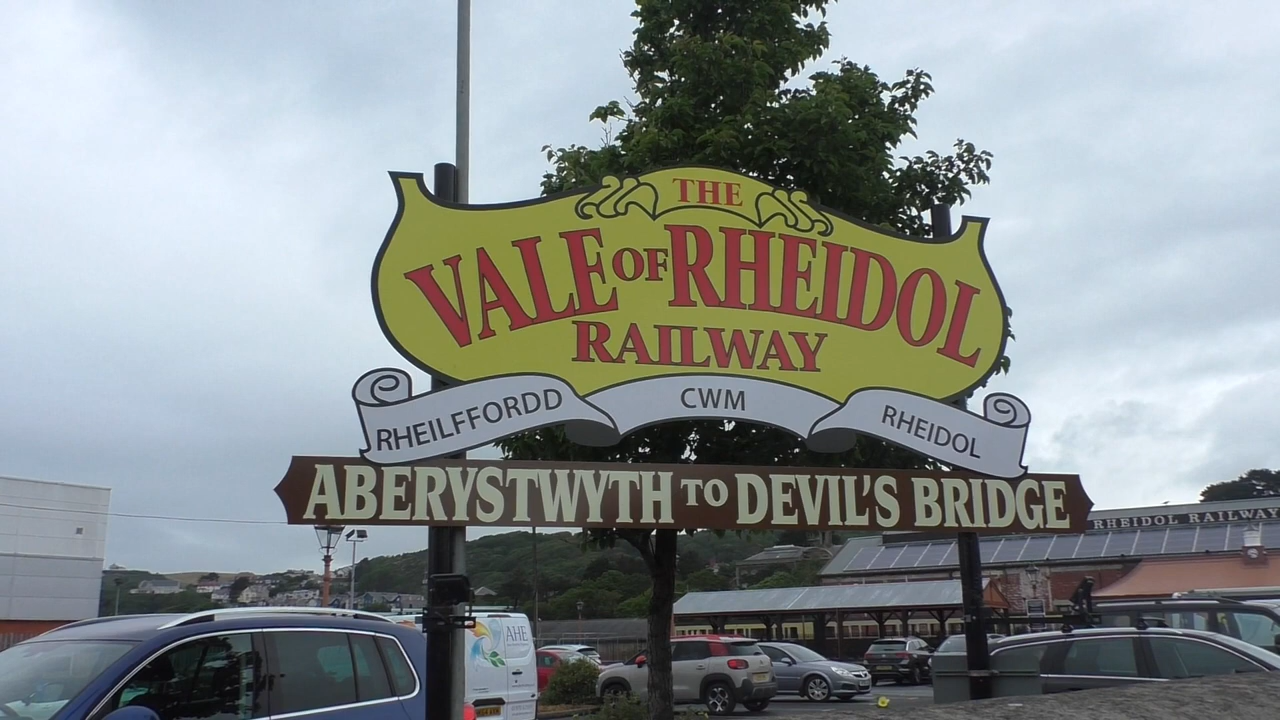 THE
VALE OF RHEIDOL
RAILWAY
RHEILFFORDD CWM RHEIDOL
ABERYSTWYTH TO DEVIL'S BRIDGE
RHEIDOL RAILWAY
AHE